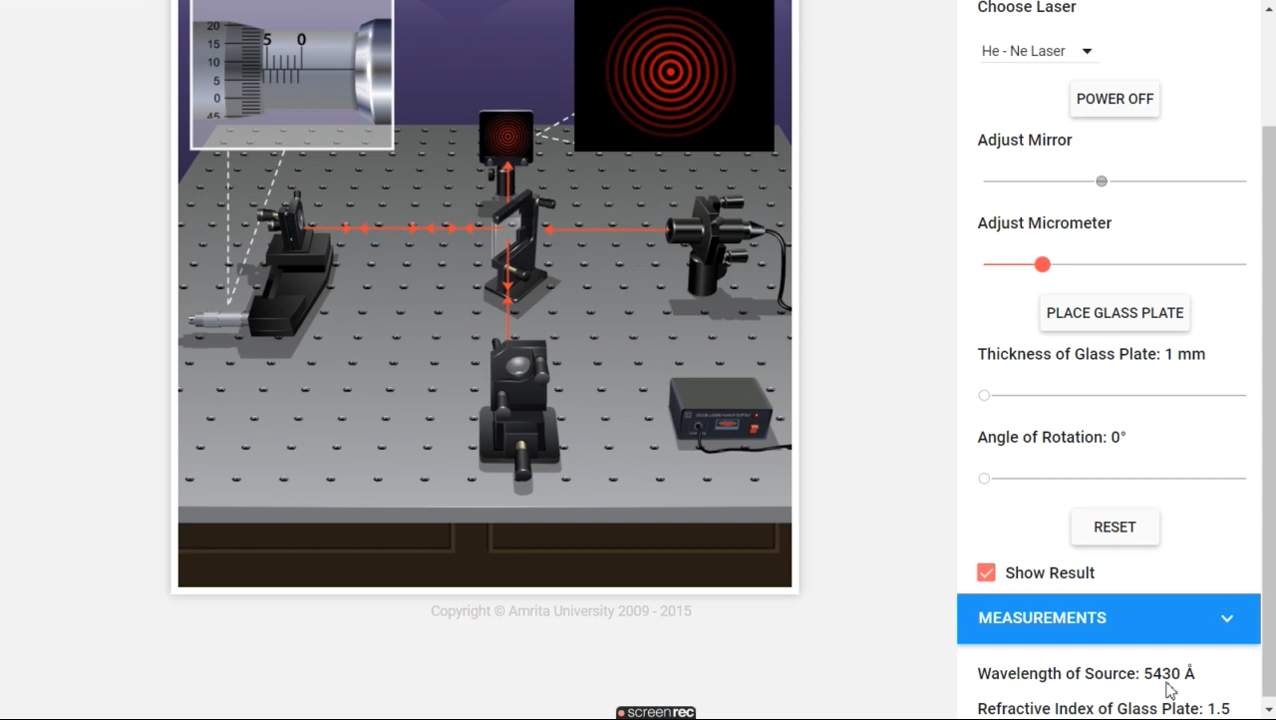 Choose Laser
He - Ne Laser
POWER OFF
Adjust Mirror
Adjust Micrometer
PLACE GLASS PLATE
Thickness of Glass Plate: 1 mm
Angle of Rotation: 0°
RESET
Show Result
MEASUREMENTS
Wavelength of Source: 5430 Å
Refractive Index of Glass Plate: 1.5
20
15
10
5
0
45
5 0
Copyright © Amrita University 2009 - 2015
screenrec